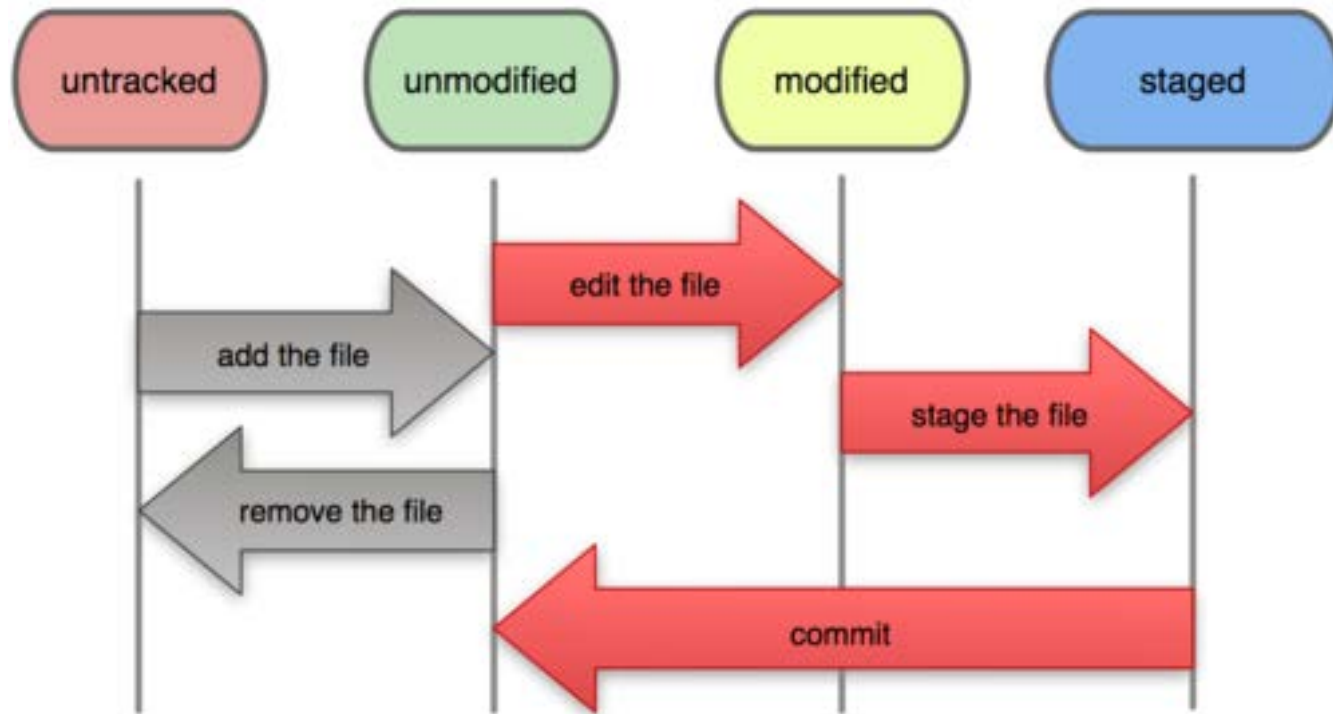 untracked
unmodified
modified
staged
edit the file
add the file
stage the file
remove the file
commit